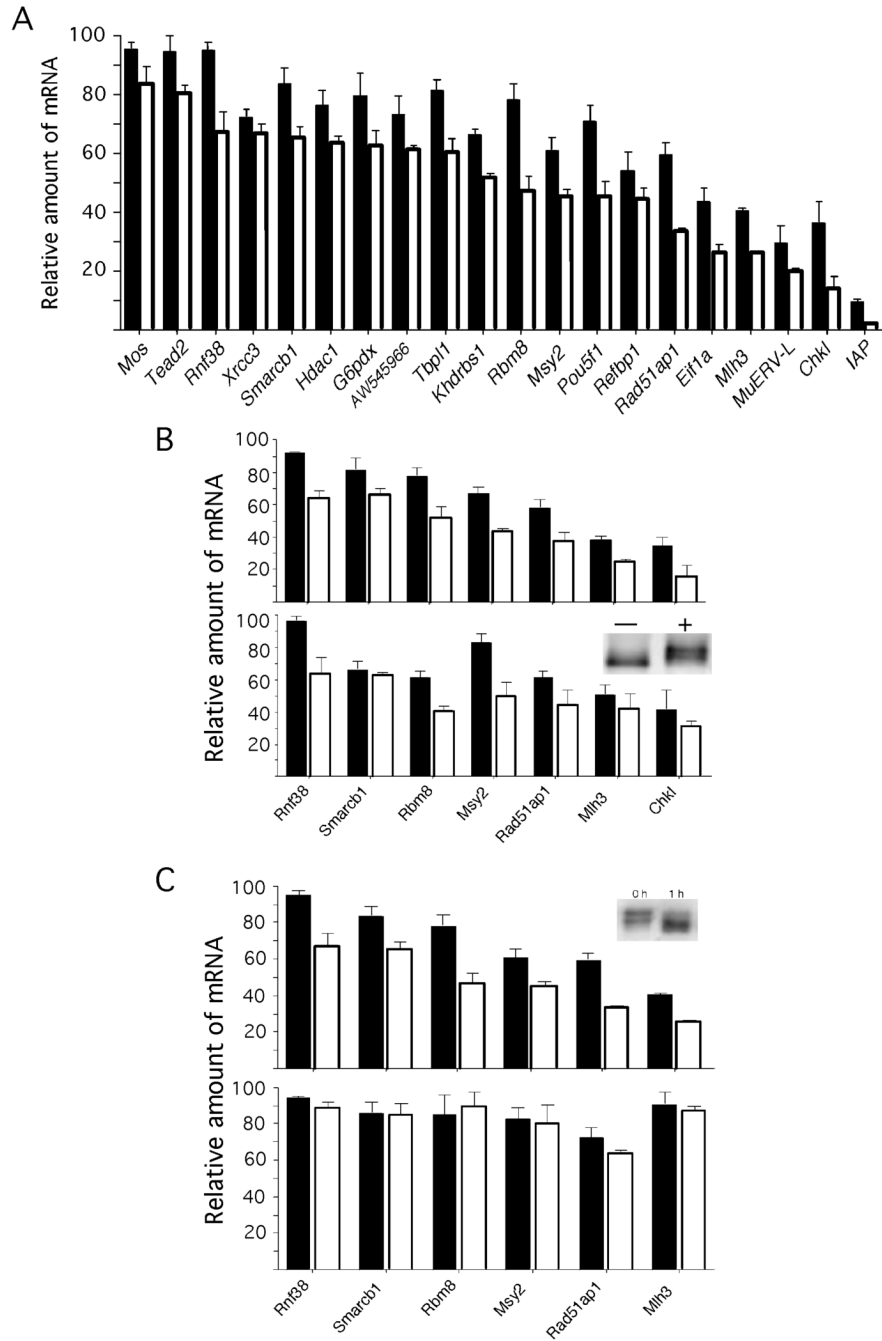 A
Relative amount of mRNA
100
80
60
40
20
Mos
Tead2
Rnf38
Xrcc3
Smarcb1
Hdac1
G6pdx
AW545966
Tbpl1
Khdrbs1
Rbm8
Msy2
Pou5f1
Refbp1
Rad51ap1
Eif1a
Mlh3
MuERV-L
Chkl
IAP
B
Relative amount of mRNA
100
80
60
40
20
100
80
60
40
20
— +
Rnf38
Smarcb1
Rbm8
Msy2
Rad51ap1
Mlh3
Chkl
C
Relative amount of mRNA
100
80
60
40
20
0 h 1 h
100
80
60
40
20
Rnf38
Smarcb1
Rbm8
Msy2
Rad51ap1
Mlh3